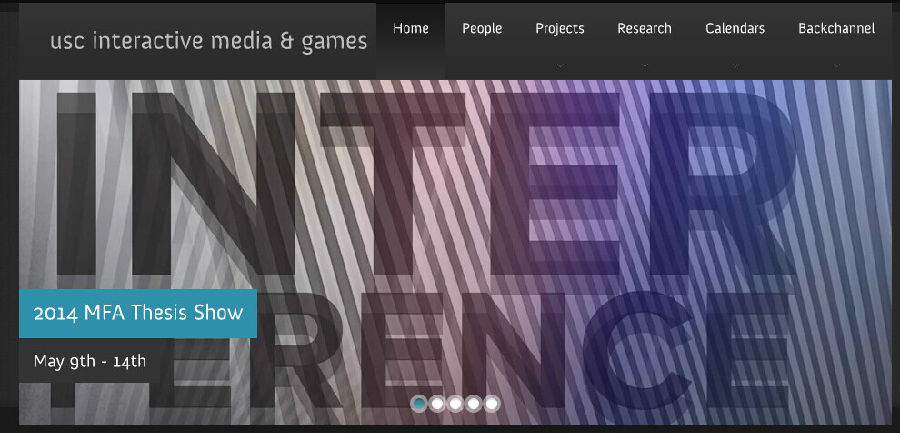 usc interactive media & games
Home People Projects Research Calendars Backchannel
INTER
FERENCE
2014 MFA Thesis Show
May 9th - 14th